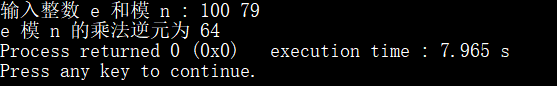 输入整数 e 和模 n : 100 79
e 模 n 的乘法逆元为 64
Process returned 0 (0x0)   execution time : 7.965 s
Press any key to continue.